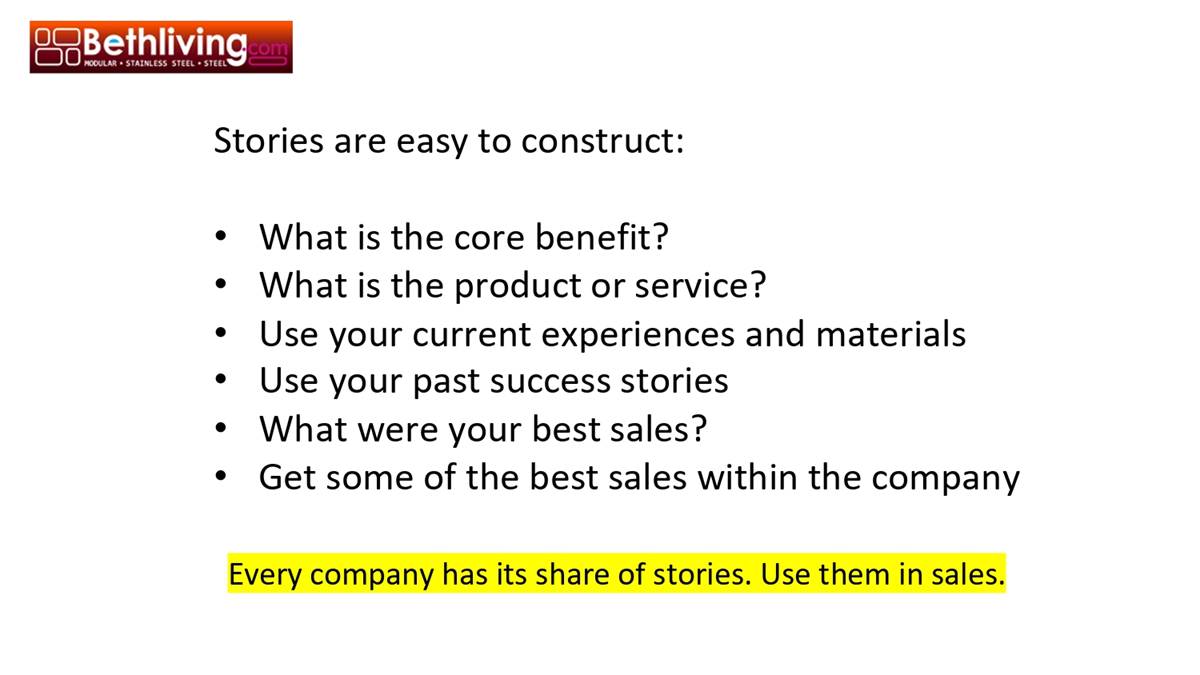 Bethliving.com
MODULAR • STAINLESS STEEL • STEEL
Stories are easy to construct:
• What is the core benefit?
• What is the product or service?
• Use your current experiences and materials
• Use your past success stories
• What were your best sales?
• Get some of the best sales within the company
Every company has its share of stories. Use them in sales.